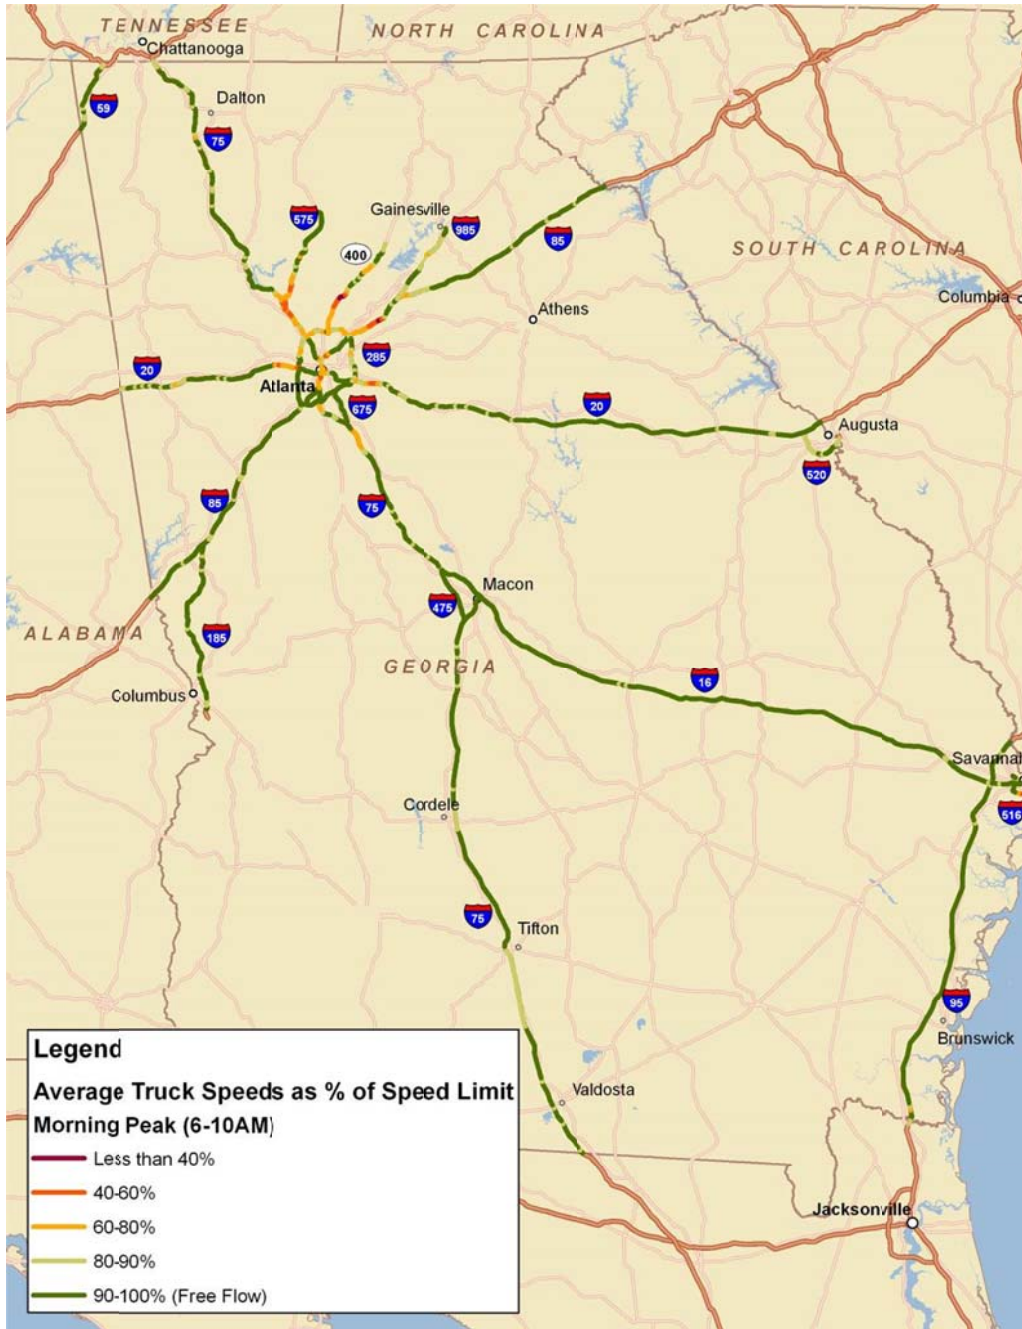 TENNESSEE
NORTH CAROLINA
Chattanooga
59
Dalton
75
575
Gainesville
985
400
85
SOUTH CAROLINA
Columbia
Athens
20
285
Atlanta
675
20
Augusta
520
85
75
Macon
475
ALABAMA
185
GEORGIA
16
Columbus
Savannah
516
Cordele
75
Tifton
95
Brunswick
Valdosta
Jacksonville
Legend
Average Truck Speeds as % of Speed Limit
Morning Peak (6-10AM)
Less than 40%
40-60%
60-80%
80-90%
90-100% (Free Flow)